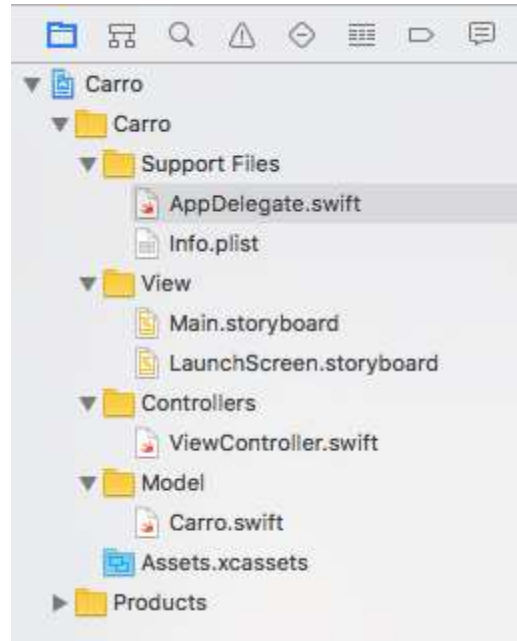 Carro
Carro
Support Files
AppDelegate.swift
Info.plist
View
Main.storyboard
LaunchScreen.storyboard
Controllers
ViewController.swift
Model
Carro.swift
Assets.xcassets
Products